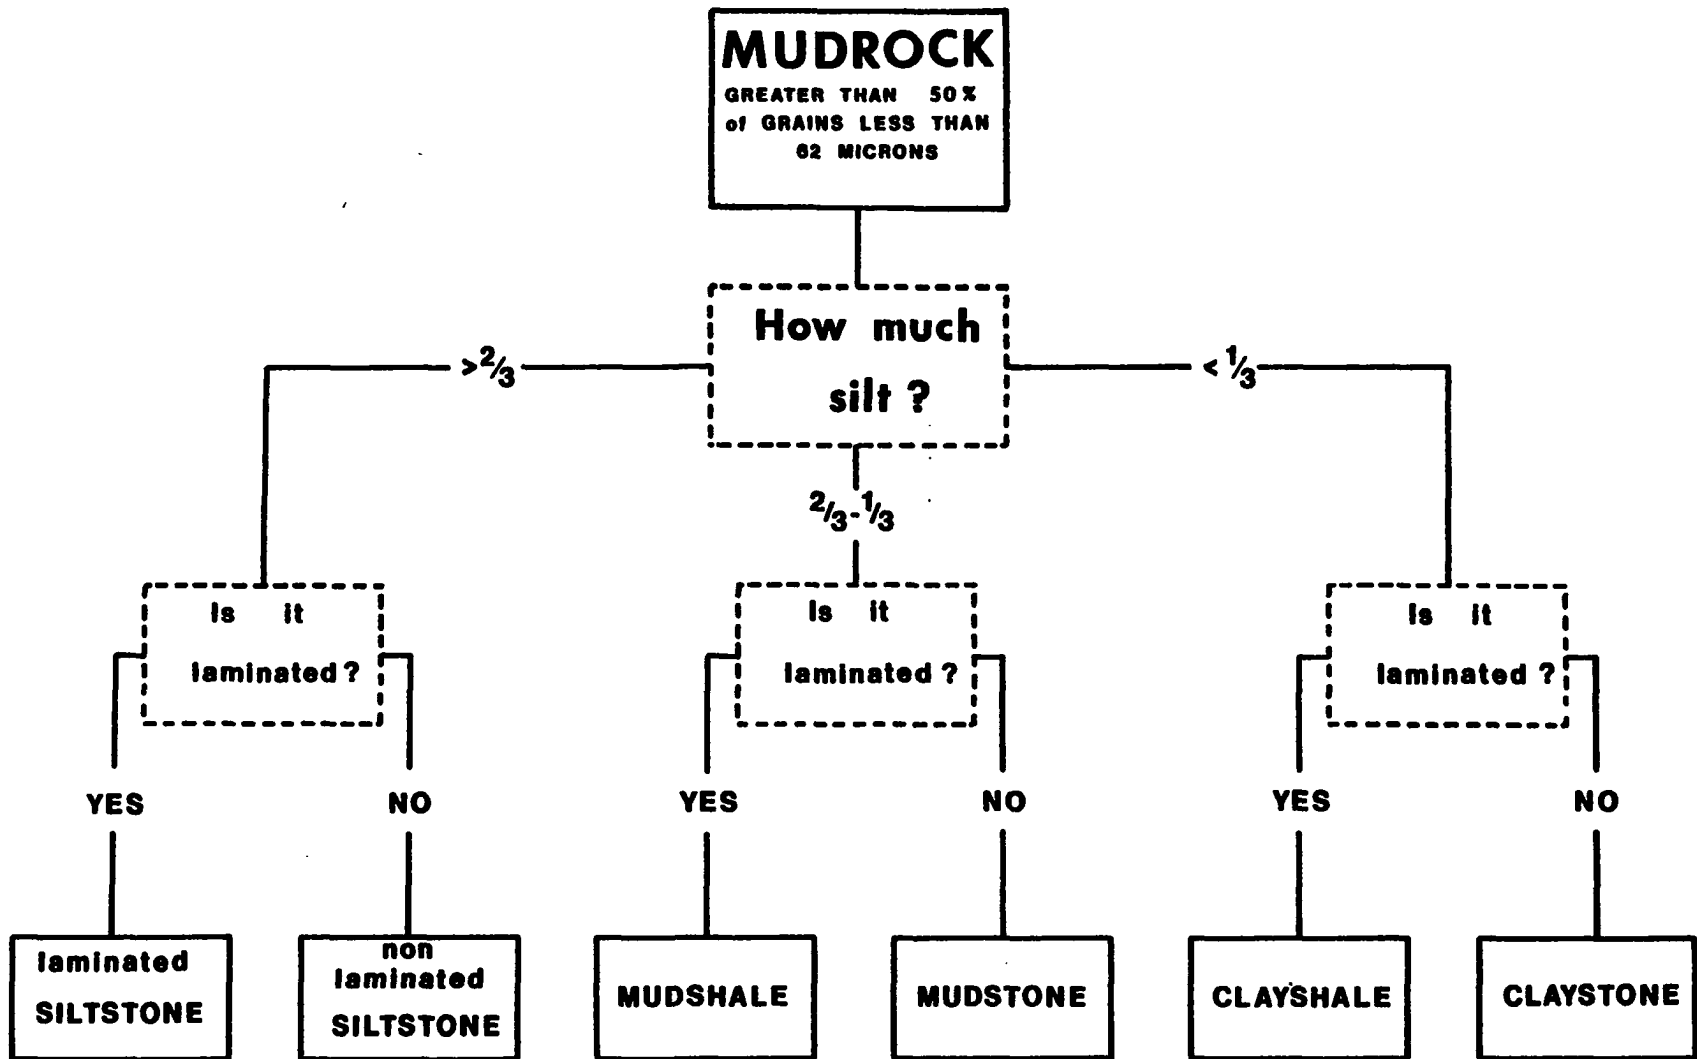 MUDROCK
GREATER THAN 50%
of GRAINS LESS THAN
62 MICRONS
How much
silt ?
>2/3
< 1/3
2/3-1/3
Is it
laminated ?
Is it
laminated ?
Is it
laminated ?
YES
NO
YES
NO
YES
NO
laminated
SILTSTONE
non
laminated
SILTSTONE
MUDSHALE
MUDSTONE
CLAYSHALE
CLAYSTONE